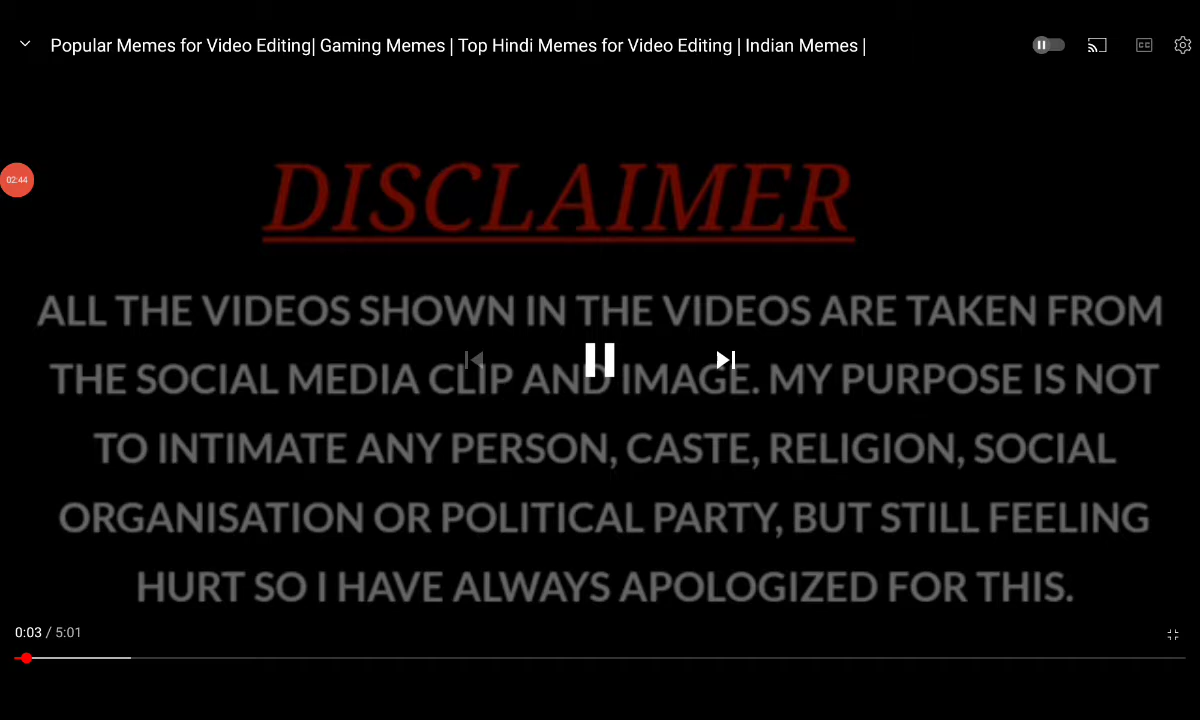 Popular Memes for Video Editing| Gaming Memes | Top Hindi Memes for Video Editing | Indian Memes |
CC
02:44
DISCLAIMER
ALL THE VIDEOS SHOWN IN THE VIDEOS ARE TAKEN FROM
THE SOCIAL MEDIA CLIP AND IMAGE. MY PURPOSE IS NOT
TO INTIMATE ANY PERSON, CASTE, RELIGION, SOCIAL
ORGANISATION OR POLITICAL PARTY, BUT STILL FEELING
HURT SO I HAVE ALWAYS APOLOGIZED FOR THIS.
0:03 / 5:01